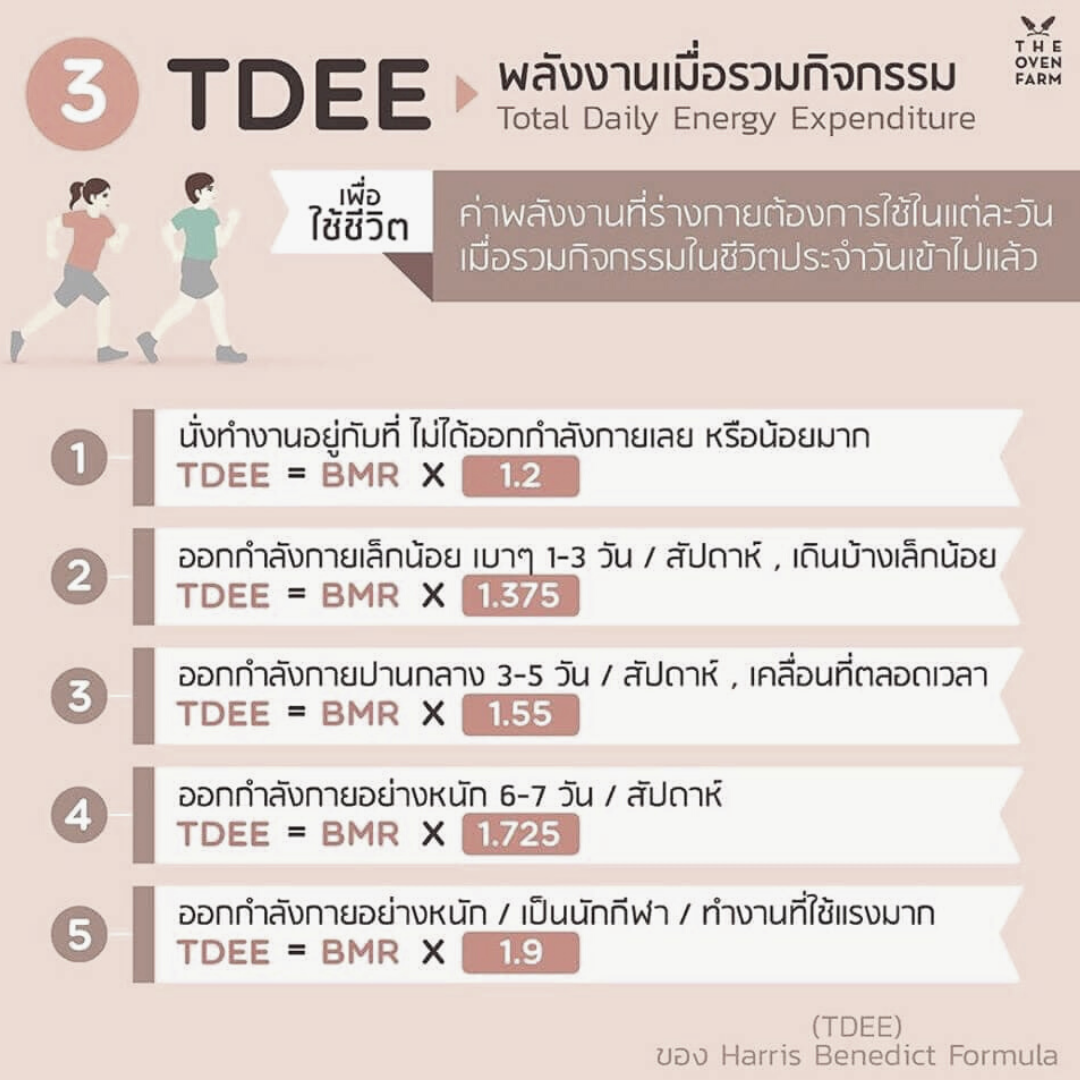 3 TDEE พลังงานเมื่อรวมกิจกรรม
Total Daily Energy Expenditure
THE
OVEN
FARM
เพื่อ
ใช้ชีวิต
ค่าพลังงานที่ร่างกายต้องการใช้ในแต่ละวัน
เมื่อรวมกิจกรรมในชีวิตประจำวันเข้าไปแล้ว
1 นั่งทำงานอยู่กับที่ ไม่ได้ออกกำลังกายเลย หรือน้อยมาก
TDEE = BMR X 1.2
2 ออกกำลังกายเล็กน้อย เบาๆ 1-3 วัน / สัปดาห์ , เดินบ้างเล็กน้อย
TDEE = BMR X 1.375
3 ออกกำลังกายปานกลาง 3-5 วัน / สัปดาห์ , เคลื่อนที่ตลอดเวลา
TDEE = BMR X 1.55
4 ออกกำลังกายอย่างหนัก 6-7 วัน / สัปดาห์
TDEE = BMR X 1.725
5 ออกกำลังกายอย่างหนัก / เป็นนักกีฬา / ทำงานที่ใช้แรงมาก
TDEE = BMR X 1.9
(TDEE)
ของ Harris Benedict Formula